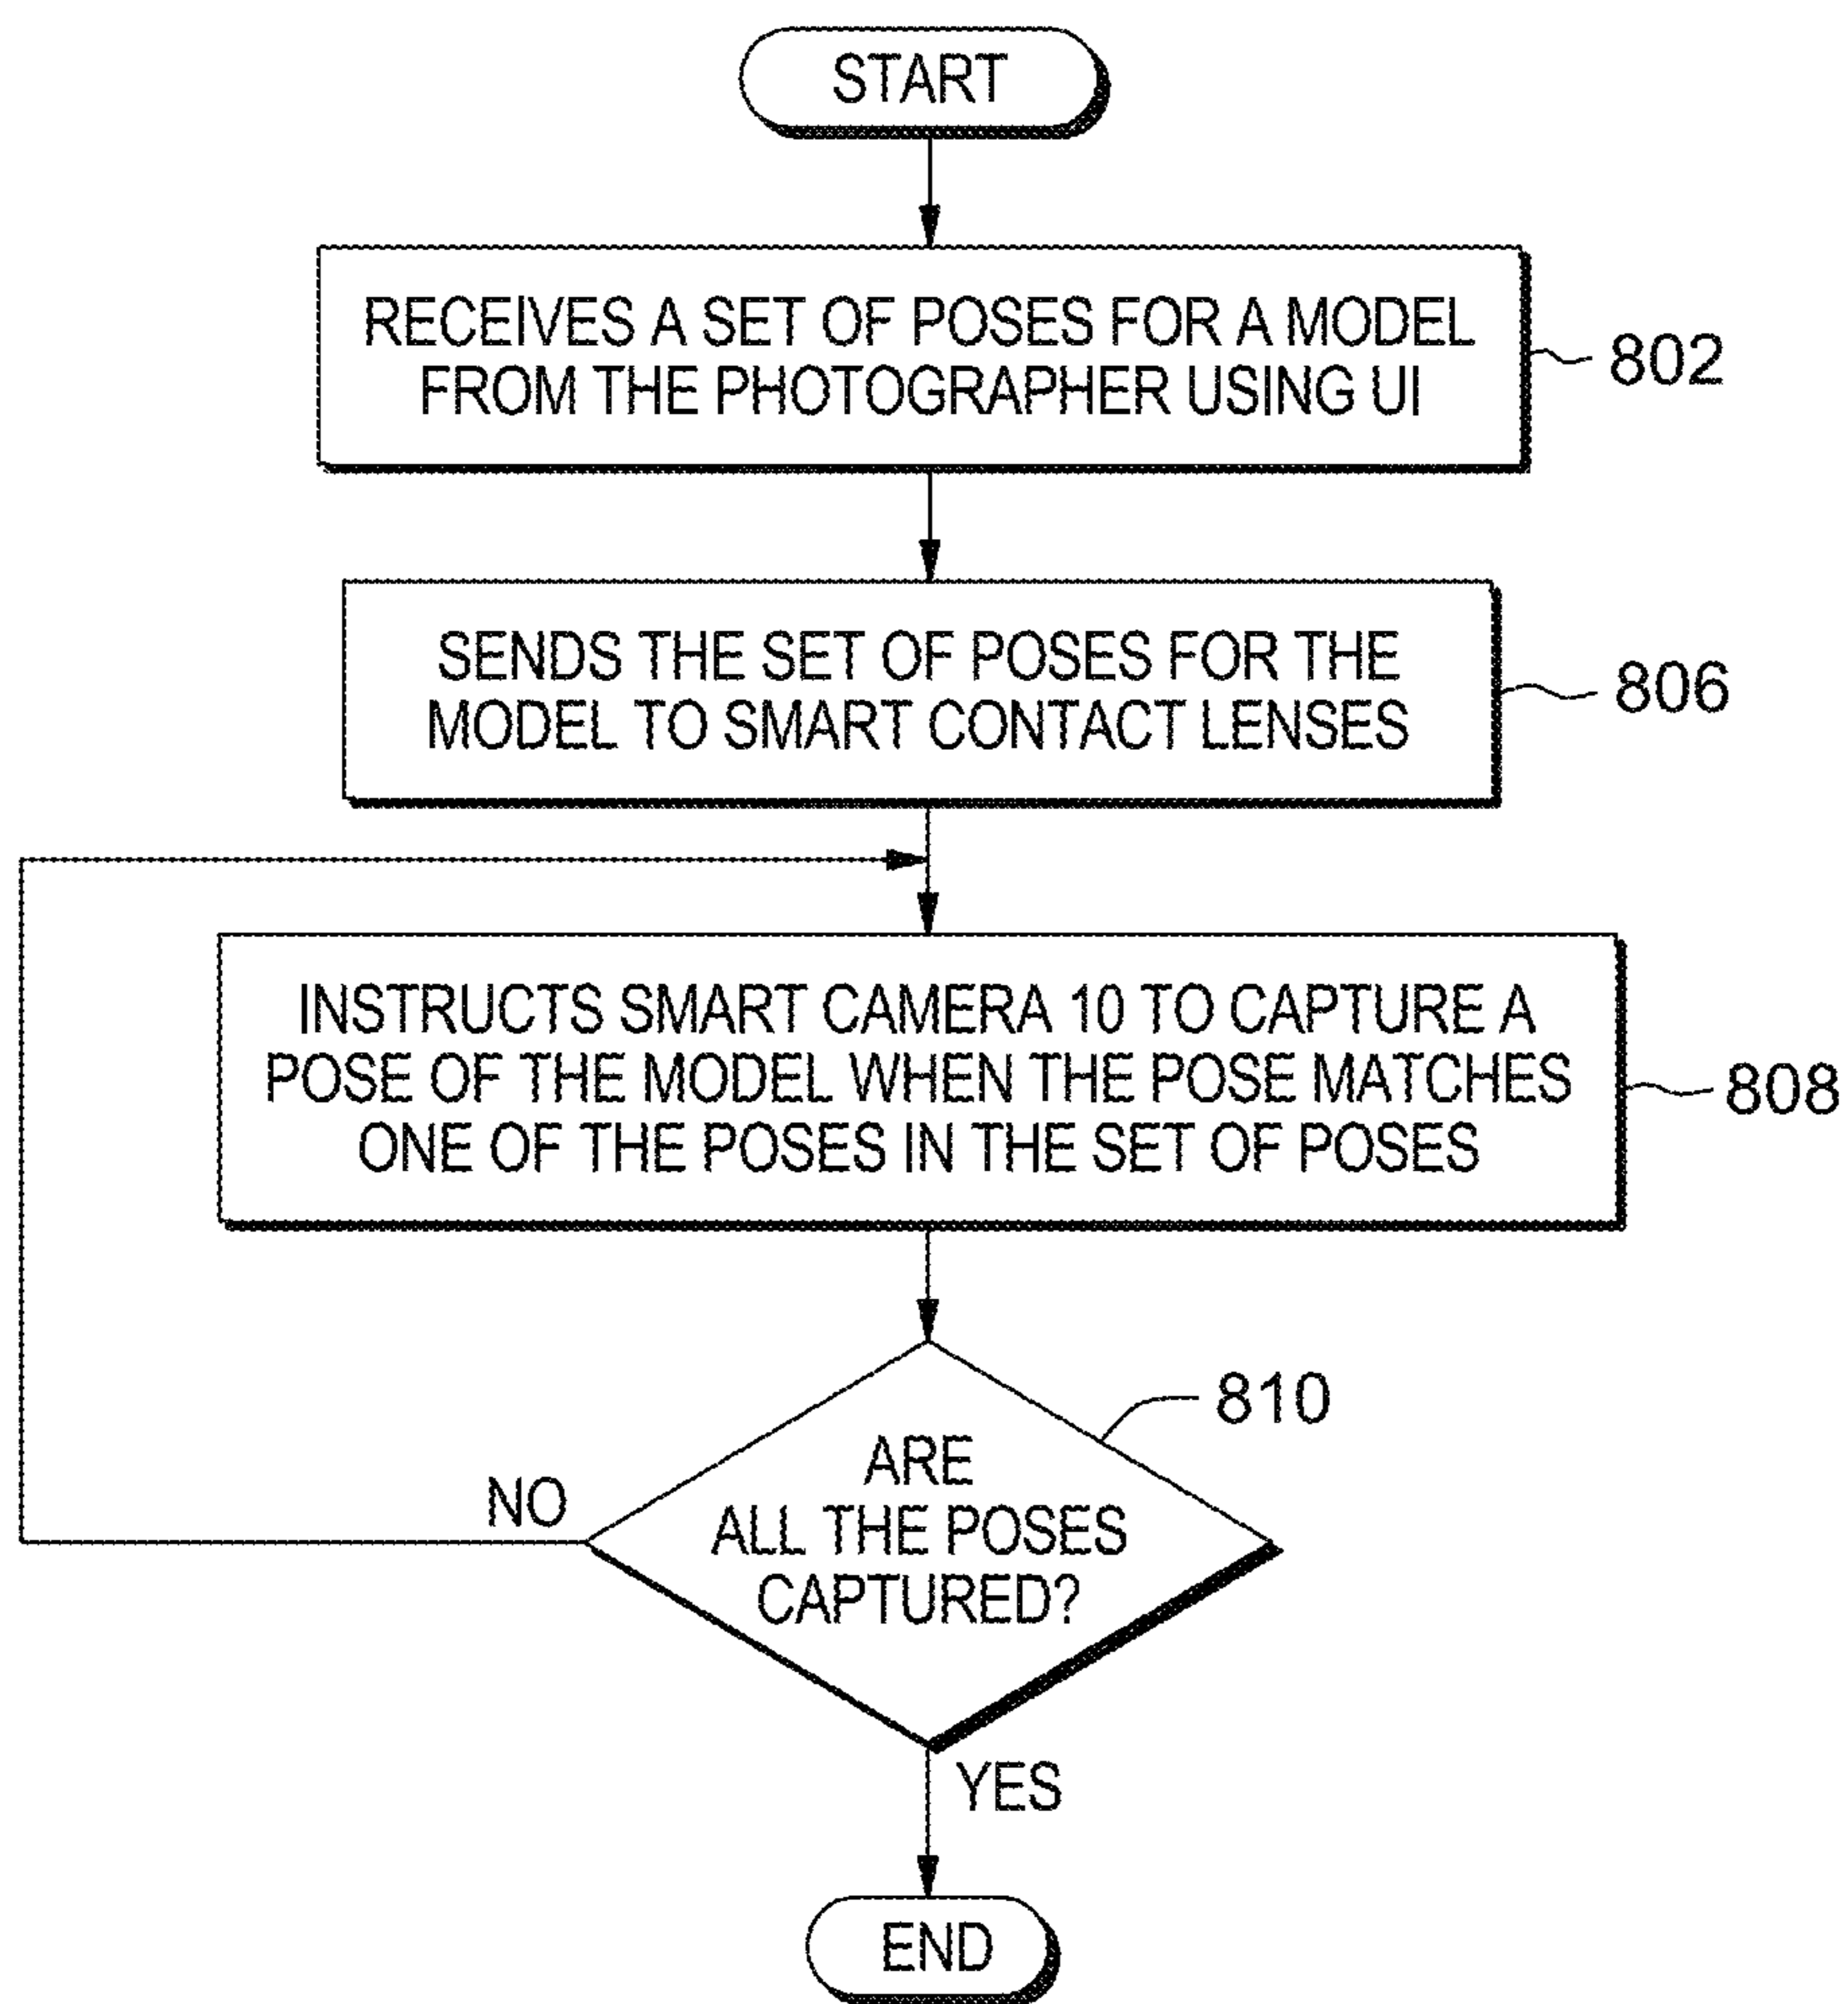 START
RECEIVES A SET OF POSES FOR A MODEL
FROM THE PHOTOGRAPHER USING UI
802
SENDS THE SET OF POSES FOR THE
MODEL TO SMART CONTACT LENSES
806
INSTRUCTS SMART CAMERA 10 TO CAPTURE A
POSE OF THE MODEL WHEN THE POSE MATCHES
ONE OF THE POSES IN THE SET OF POSES
808
810
ARE
ALL THE POSES
CAPTURED?
NO
YES
END